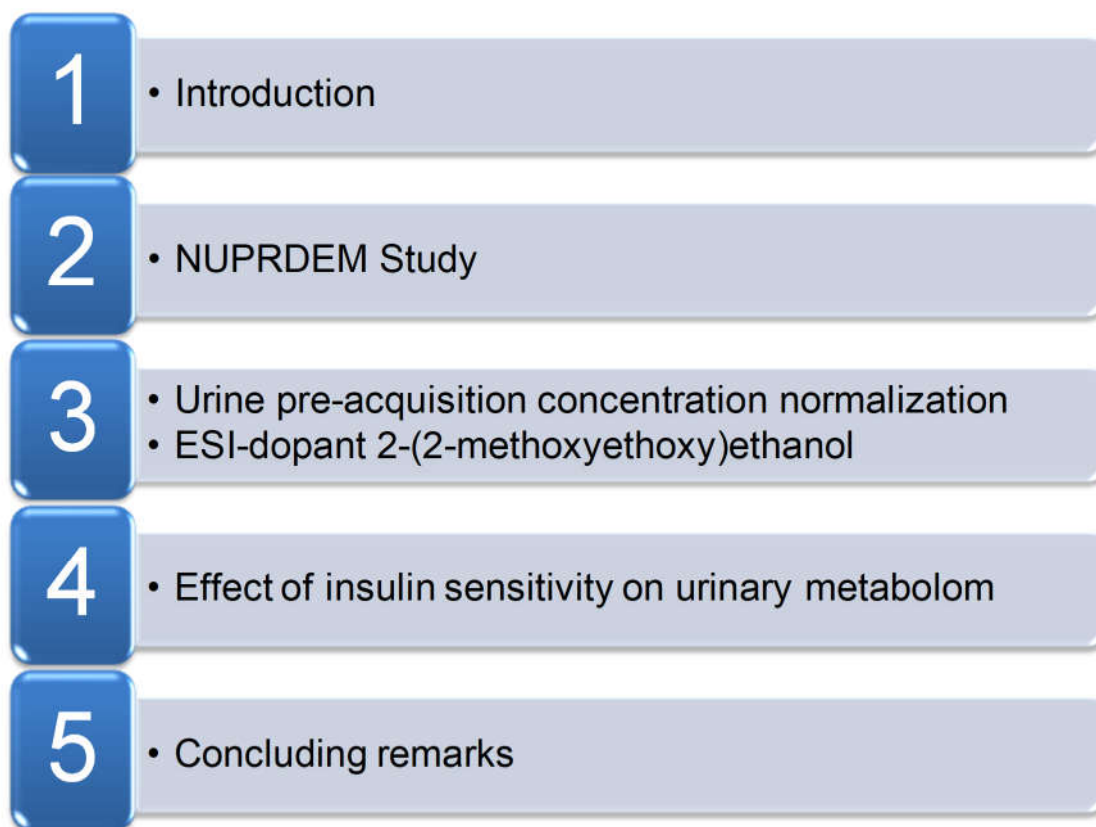 1
• Introduction
2
• NUPRDEM Study
3
• Urine pre-acquisition concentration normalization
• ESI-dopant 2-(2-methoxyethoxy)ethanol
4
• Effect of insulin sensitivity on urinary metabolom
5
• Concluding remarks